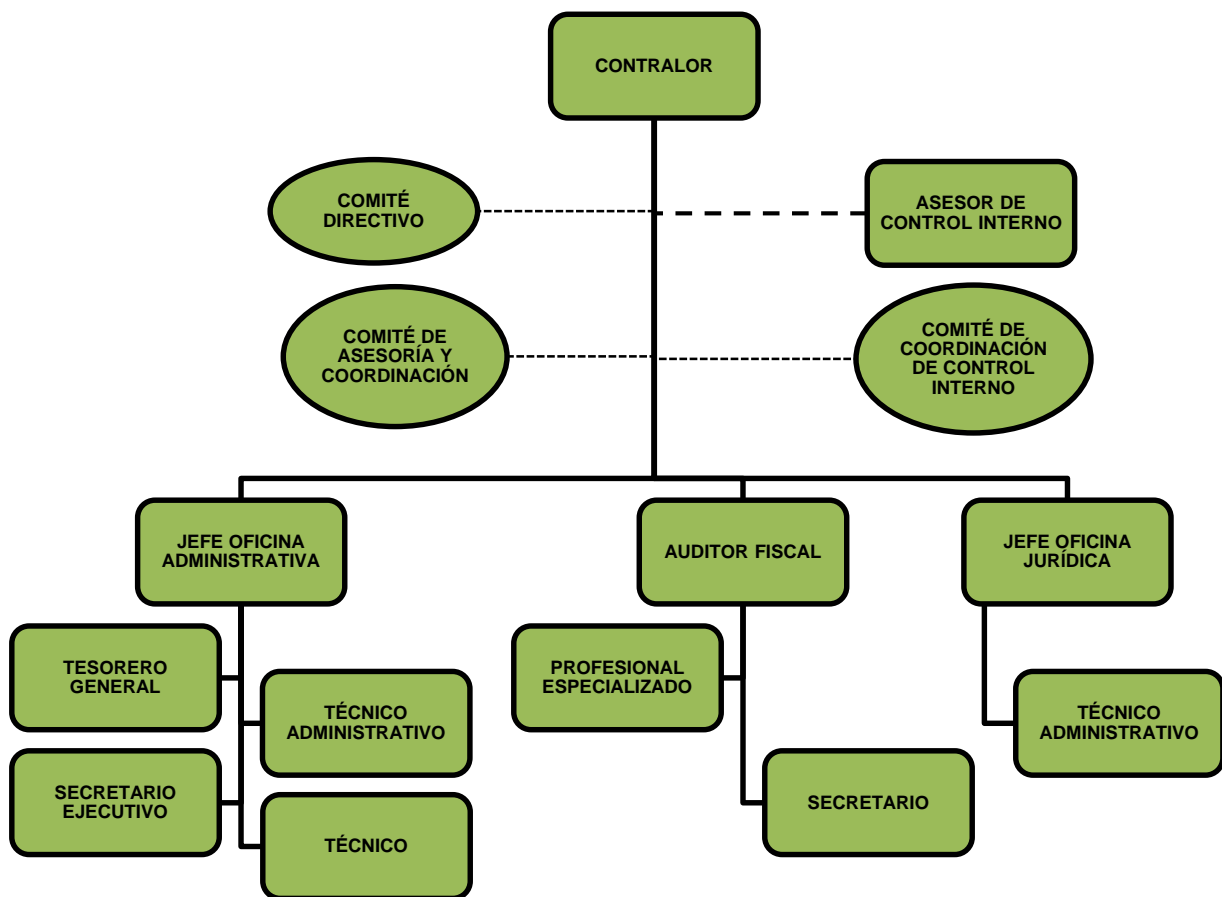 CONTRALOR
COMITÉ
DIRECTIVO
ASESOR DE
CONTROL INTERNO
COMITÉ DE
ASESORÍA Y
COORDINACIÓN
COMITÉ DE
COORDINACIÓN
DE CONTROL
INTERNO
JEFE OFICINA
ADMINISTRATIVA
AUDITOR FISCAL
JEFE OFICINA
JURÍDICA
TESORERO
GENERAL
TÉCNICO
ADMINISTRATIVO
SECRETARIO
EJECUTIVO
TÉCNICO
PROFESIONAL
ESPECIALIZADO
SECRETARIO
TÉCNICO
ADMINISTRATIVO